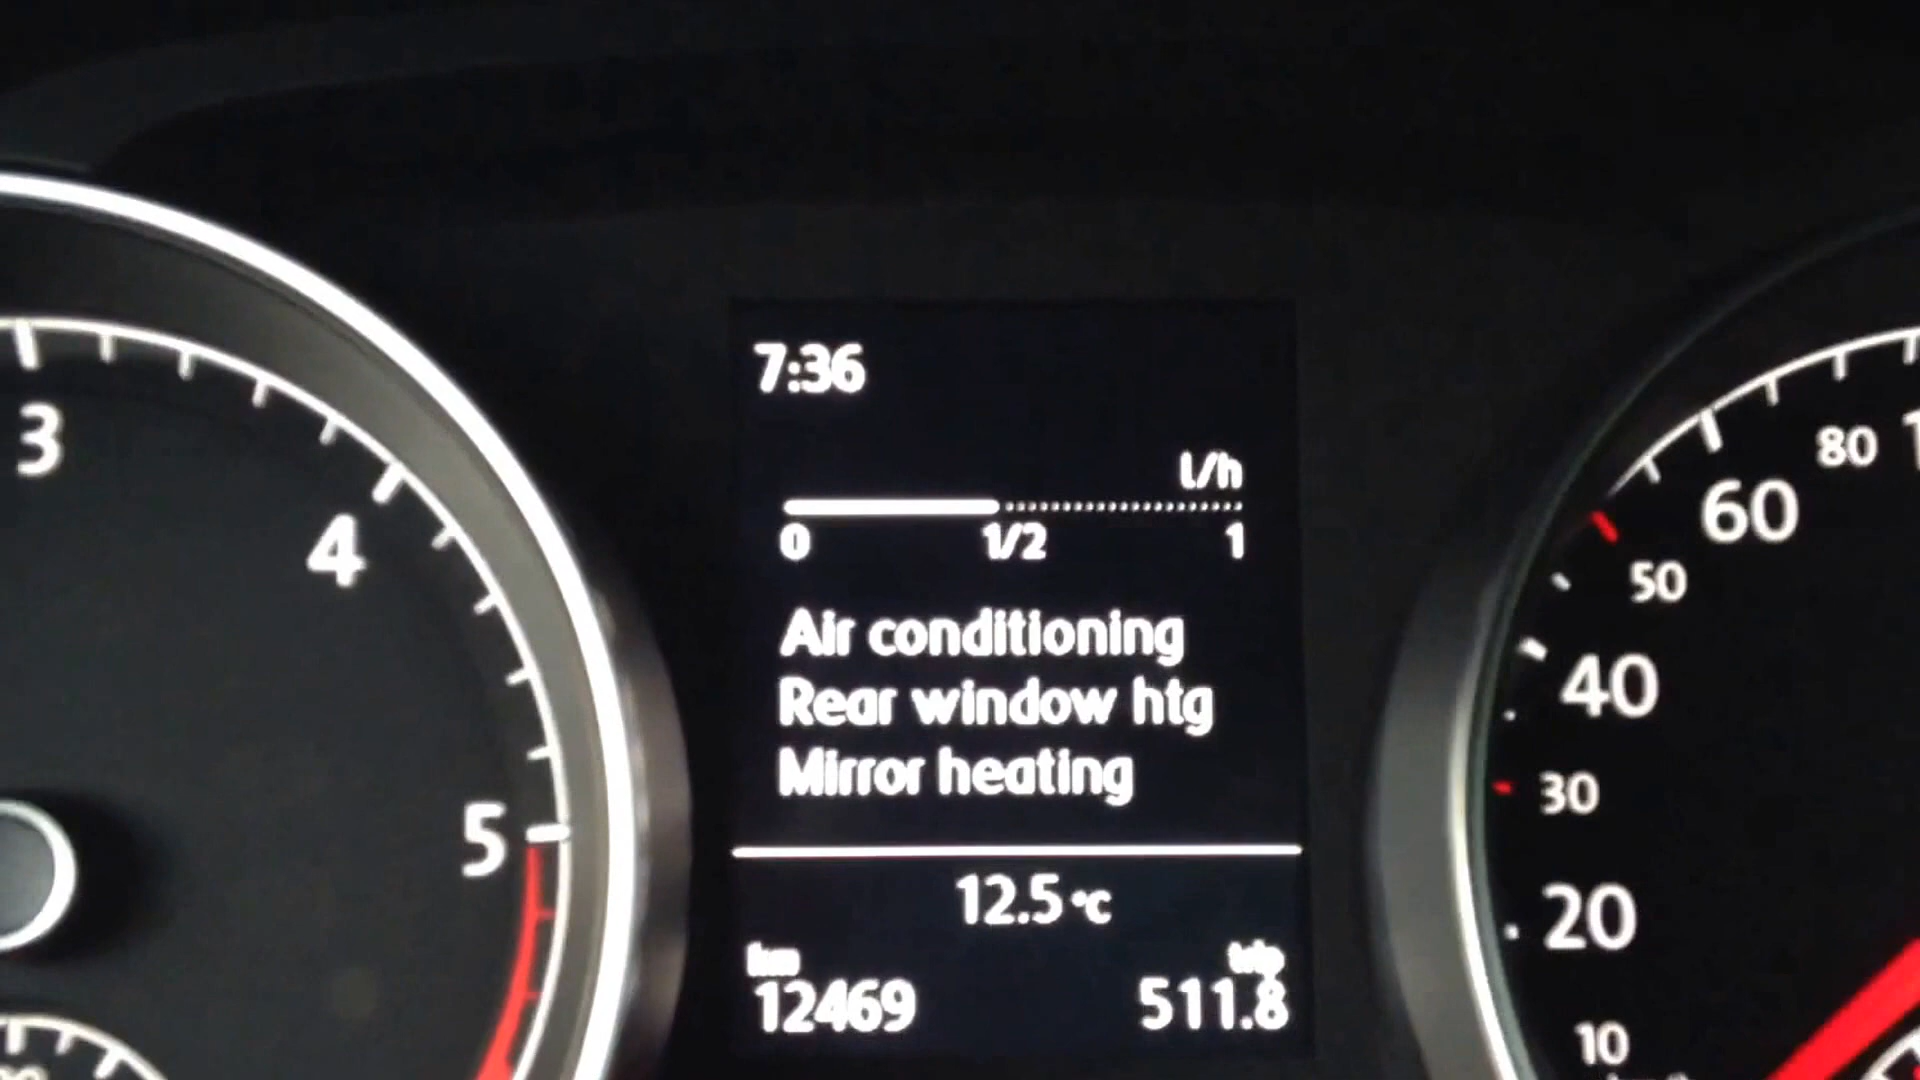 7:36
l/h
0 1/2 1
Air conditioning
Rear window htg
Mirror heating
12.5 °C
km trip
12469 511.8
3
4
5
80
60
50
40
30
20
10